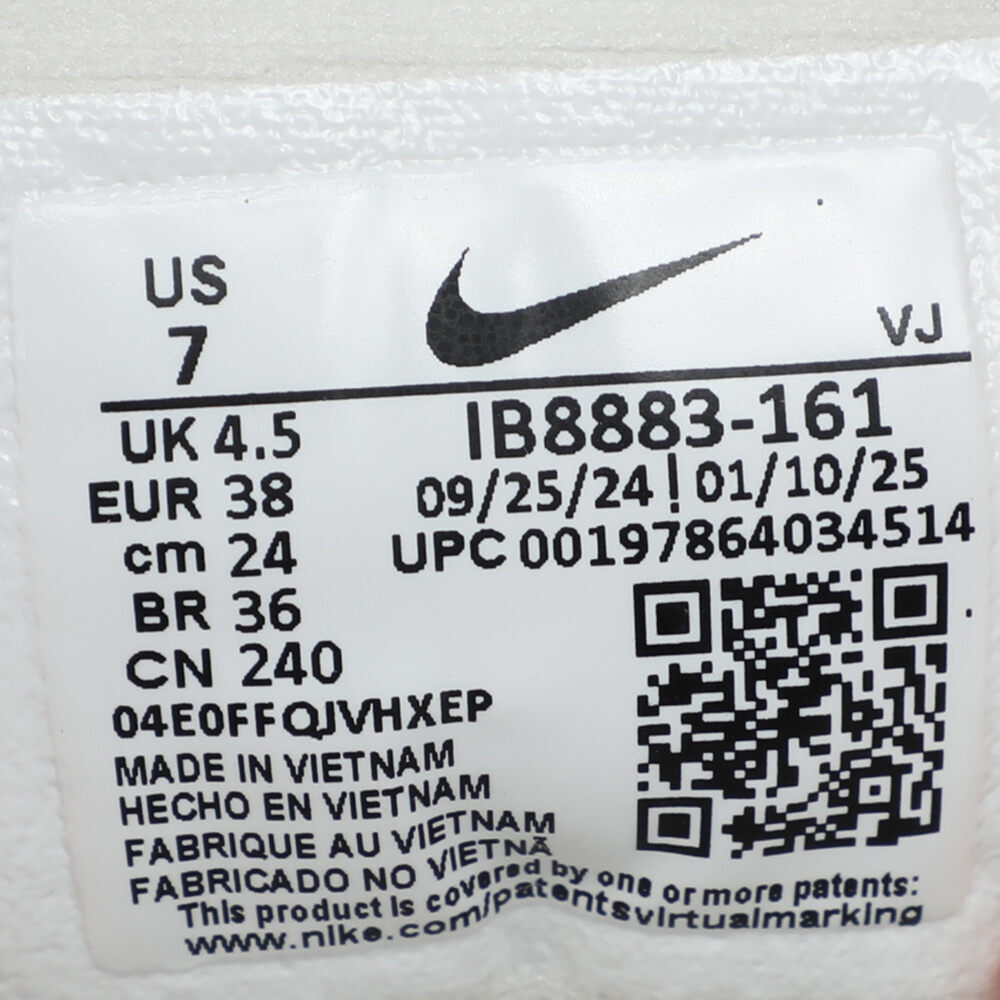 US
7
VJ
UK 4.5
EUR 38
cm 24
BR 36
CN 240
IB8883-161
09/25/24 | 01/10/25
UPC 001978640345​14
04E0FFQJVHXEP
MADE IN VIETNAM
HECHO EN VIETNAM
FABRIQUE AU VIETNAM
FABRICADO NO VIETNÃ
This product is covered by one or more patents:
www.nike.com/patentsvirtualmarking